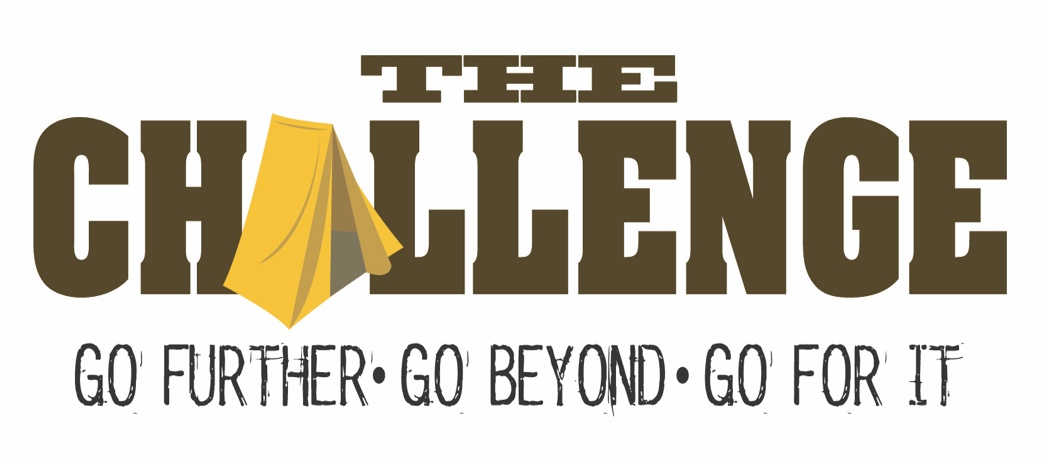 THE
CHALLENGE
GO FURTHER • GO BEYOND • GO FOR IT